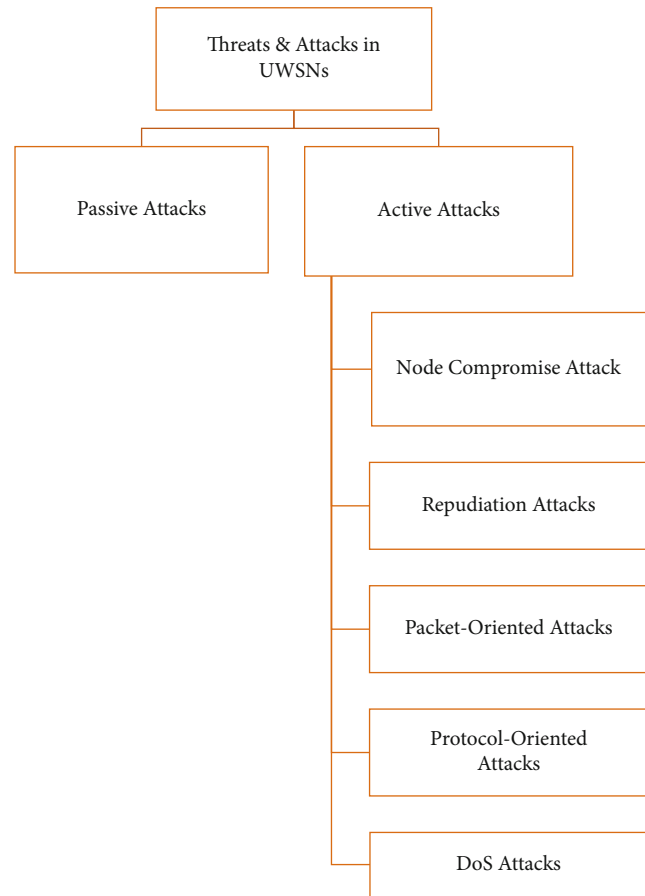 Threats & Attacks in
UWSNs
Passive Attacks
Active Attacks
Node Compromise Attack
Repudiation Attacks
Packet-Oriented Attacks
Protocol-Oriented
Attacks
DoS Attacks